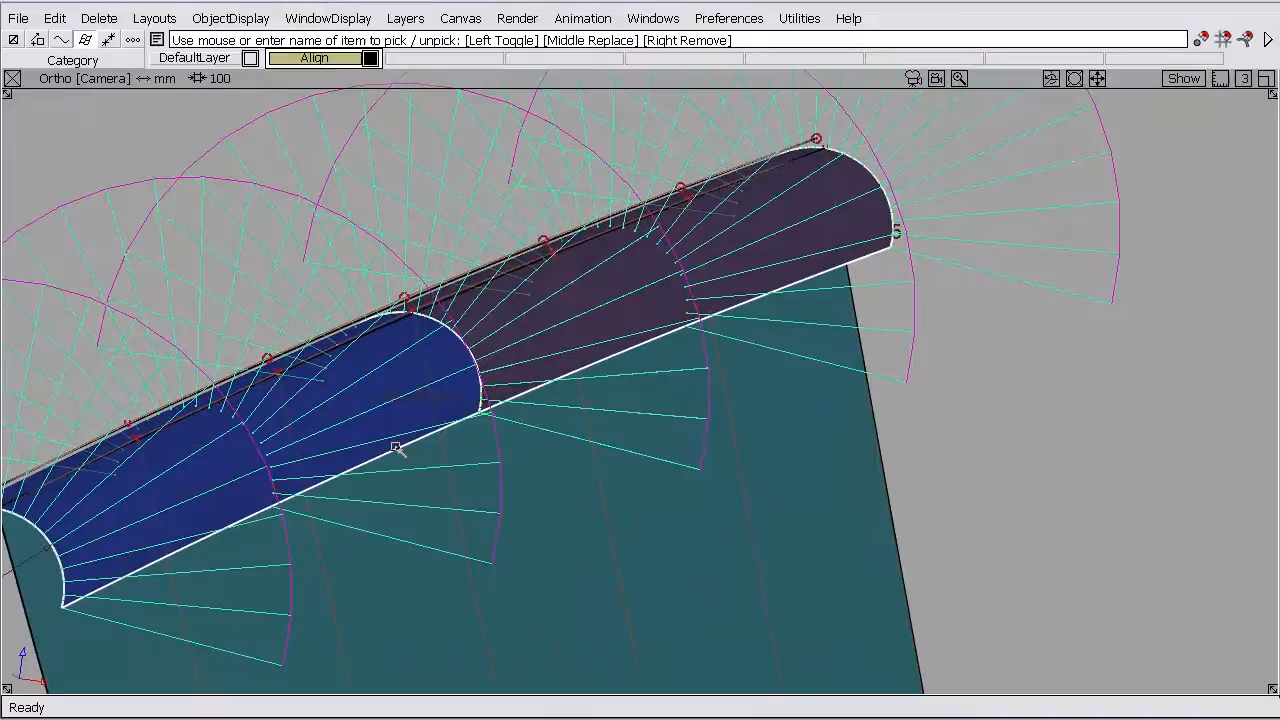 File Edit Delete Layouts ObjectDisplay WindowDisplay Layers Canvas Render Animation Windows Preferences Utilities Help
Use mouse or enter name of item to pick / unpick: [Left Toggle] [Middle Replace] [Right Remove]
Category DefaultLayer Align
Ortho [Camera] mm 100 Show 3
5
Ready